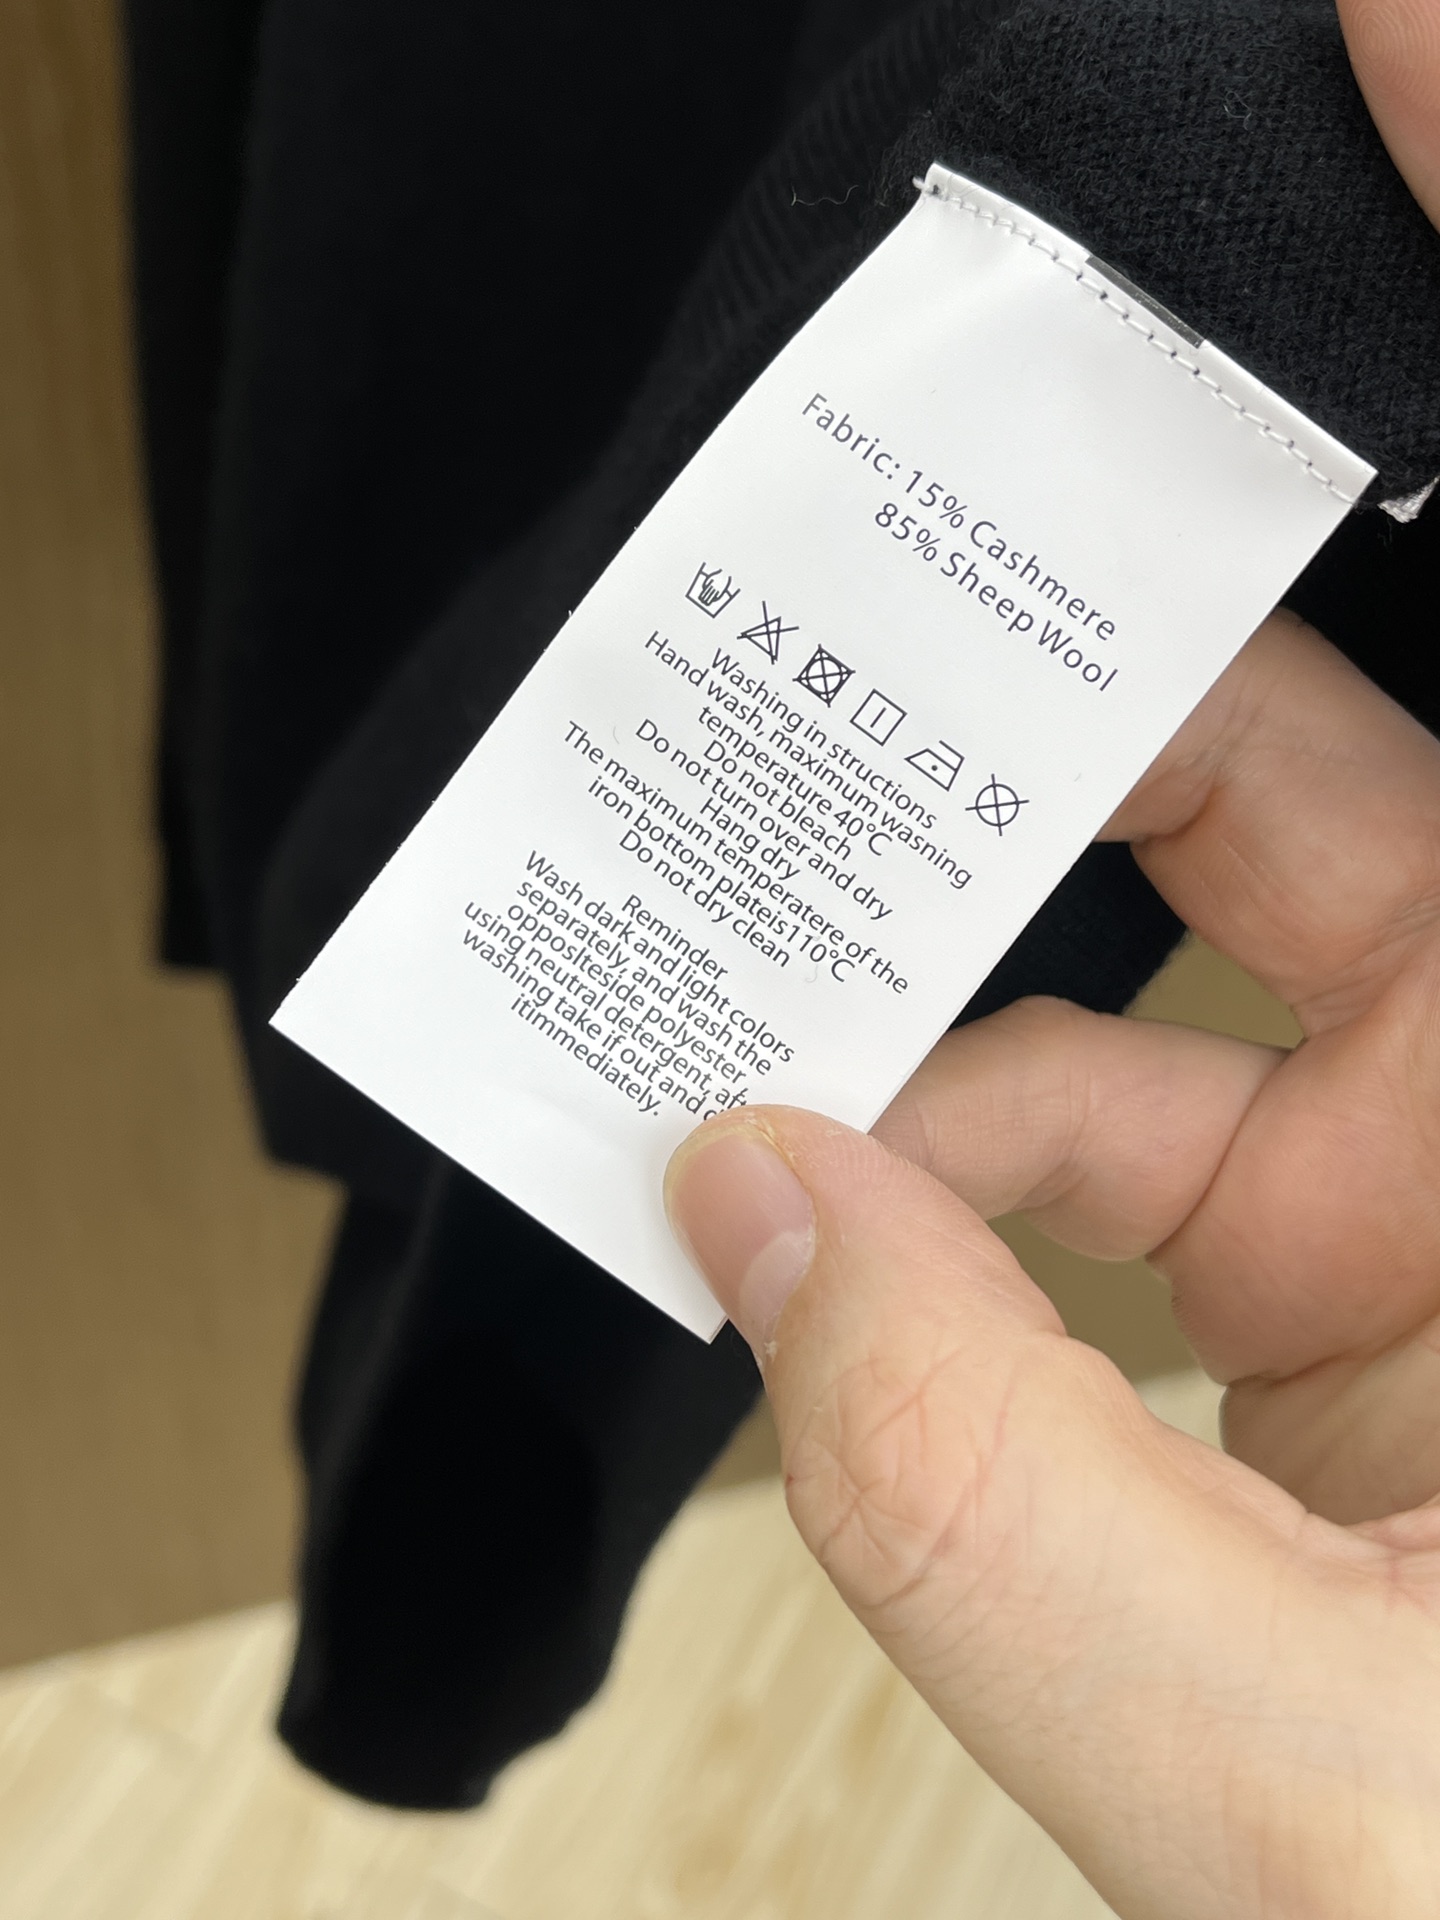 Fabric: 15% Cashmere
85% Sheep Wool
Washing in structions
Hand wash, maximum wasning
temperature 40°C
Do not bleach
Do not turn over and dry
Hang dry
The maximum temperatere of the
iron bottom plateis110°C
Do not dry clean
Reminder
Wash dark and light colors
separately, and wash the
opposlteside polyester
using neutral detergent,
washing take if out and
itimmediately.